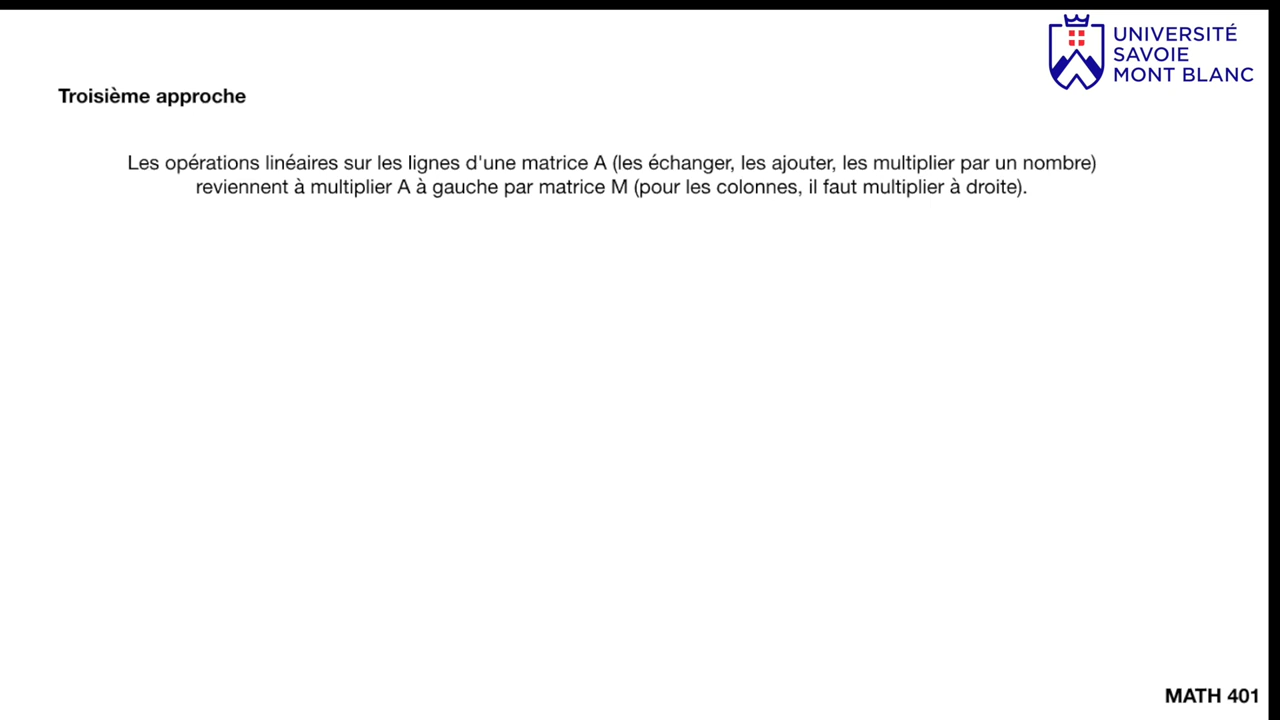 UNIVERSITÉ
SAVOIE
MONT BLANC
Troisième approche
Les opérations linéaires sur les lignes d'une matrice A (les échanger, les ajouter, les multiplier par un nombre)
reviennent à multiplier A à gauche par matrice M (pour les colonnes, il faut multiplier à droite).
MATH 401